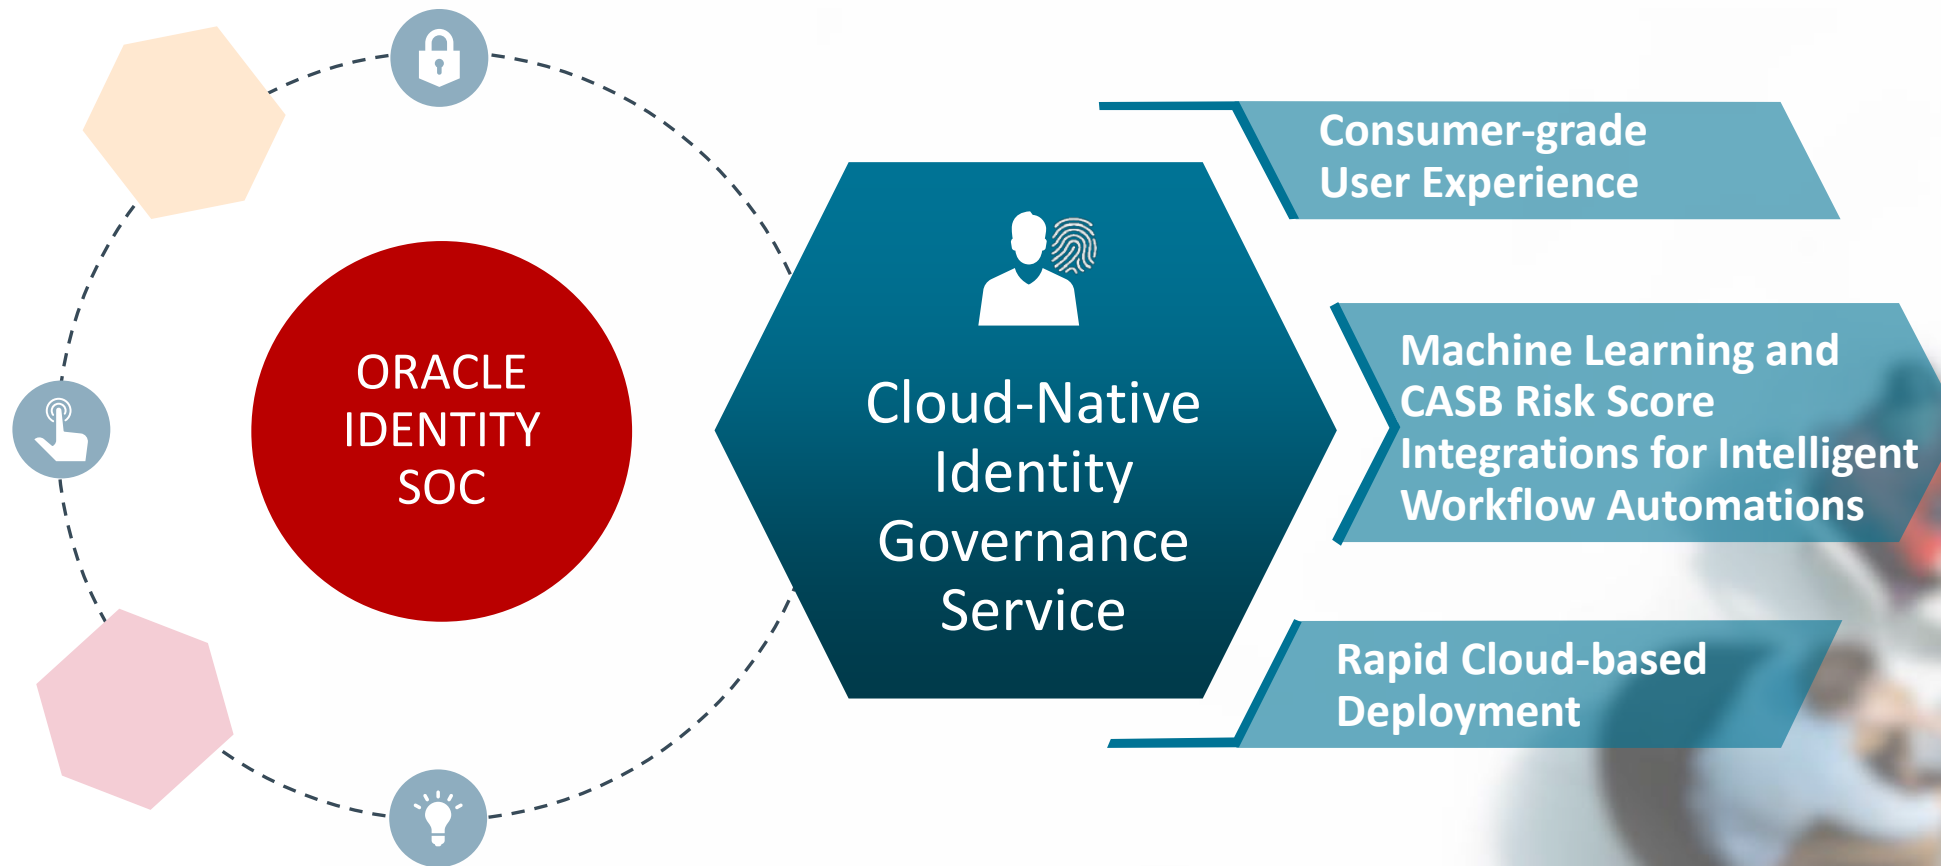 ORACLE
IDENTITY
SOC
Cloud-Native
Identity
Governance
Service
Consumer-grade
User Experience
Machine Learning and
CASB Risk Score
Integrations for Intelligent
Workflow Automations
Rapid Cloud-based
Deployment